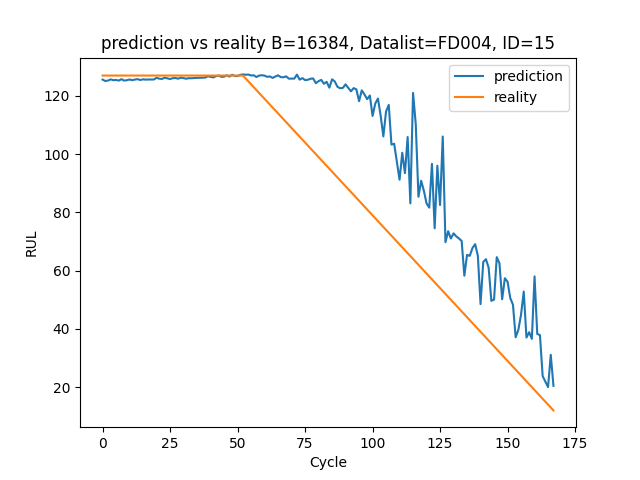 prediction vs reality B=16384, Datalist=FD004, ID=15
prediction
reality
RUL
120
100
80
60
40
20
0 25 50 75 100 125 150 175
Cycle